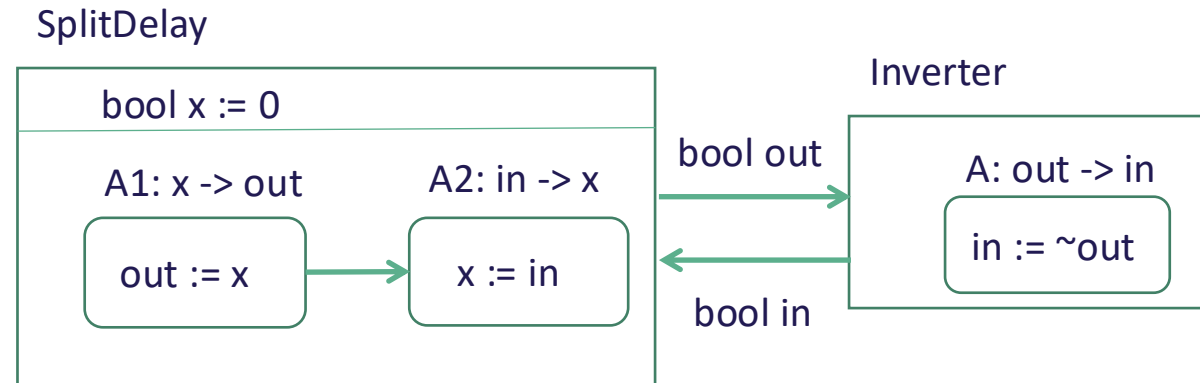 SplitDelay
bool x := 0
A1: x -> out
A2: in -> x
out := x
x := in
bool out
bool in
Inverter
A: out -> in
in := ~out